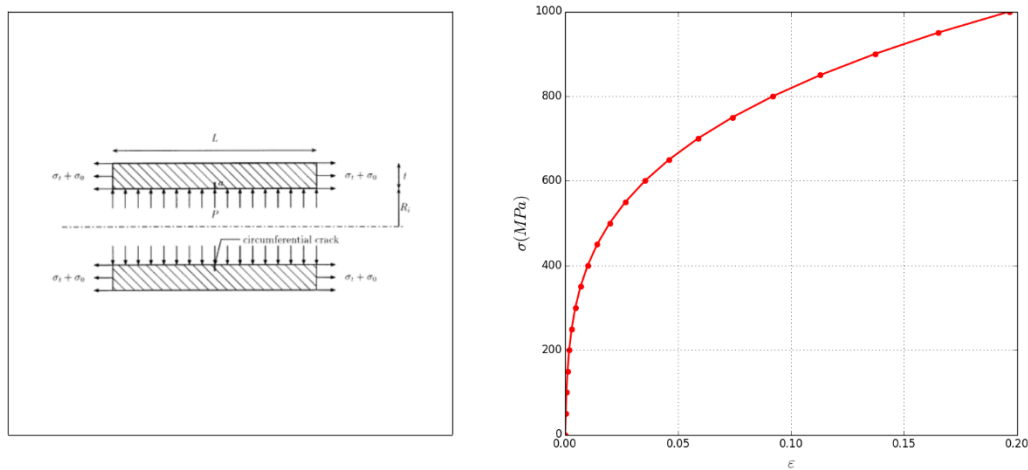 L
σ_t + σ_0
σ_t + σ_0
a
t
P
R_i
circumferential crack
σ_t + σ_0
σ_t + σ_0
1000
800
600
400
200
0
σ(MPa)
0.00
0.05
0.10
0.15
0.20
ε